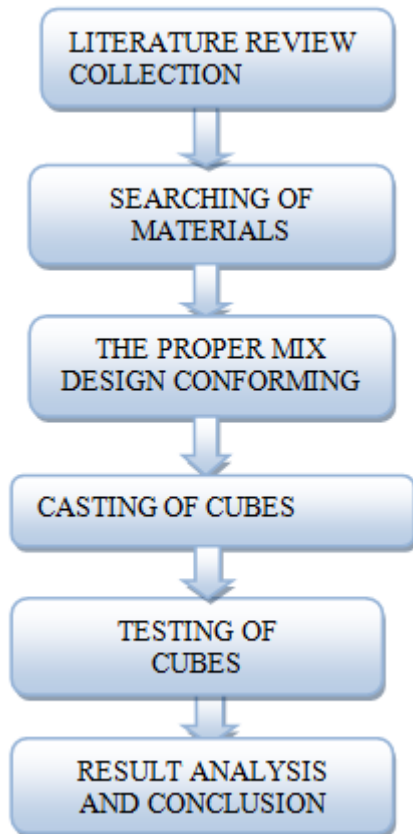 LITERATURE REVIEW
COLLECTION
SEARCHING OF
MATERIALS
THE PROPER MIX
DESIGN CONFORMING
CASTING OF CUBES
TESTING OF
CUBES
RESULT ANALYSIS
AND CONCLUSION